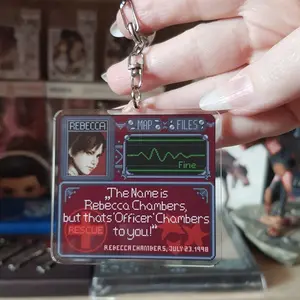 REBECCA
MAP FILES
Fine
„The Name is
Rebecca Chambers,
but thats 'Officer' Chambers
to you!"
RESCUE
REBECCA CHAMBERS, JULY 23.1998